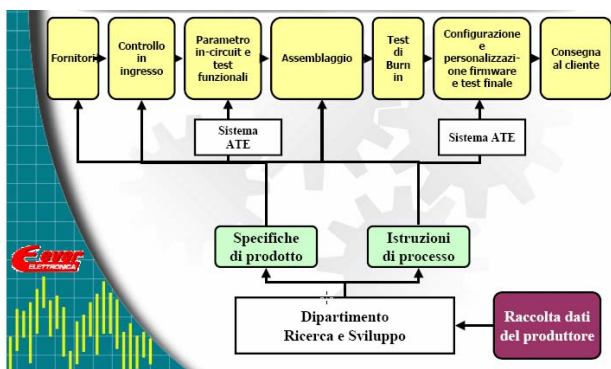 Fornitori
Controllo
in
ingresso
Parametro
in-circuit e
test
funzionali
Assemblaggio
Test
di
Burn
in
Configurazione
e
personalizzazi-
one firmware
e test finale
Consegna
al cliente
Sistema
ATE
Sistema ATE
Specifiche
di prodotto
Istruzioni
di processo
ever
ELETTRONICA
Dipartimento
Ricerca e Sviluppo
Raccolta dati
del produttore